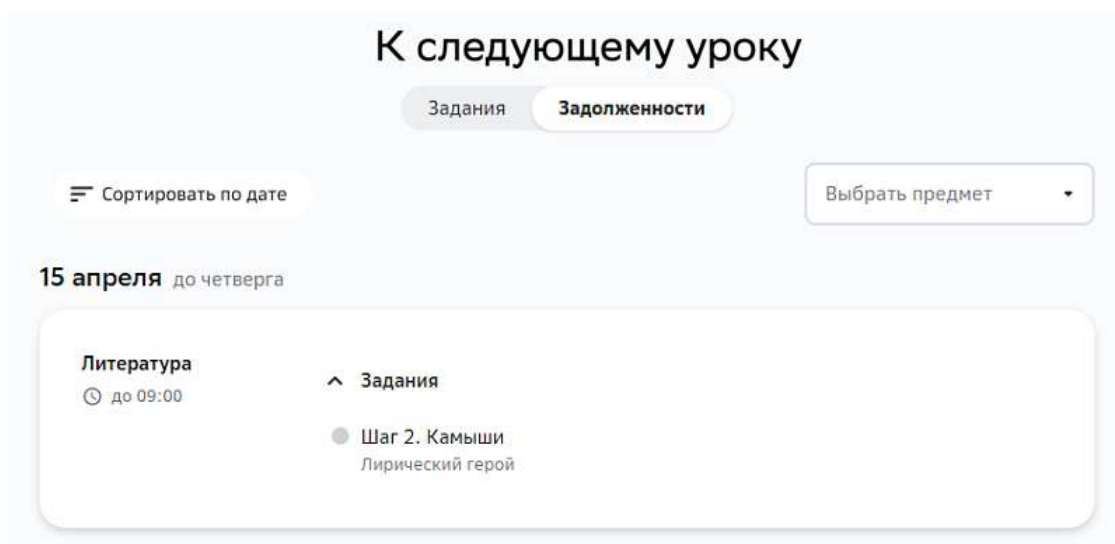 К следующему уроку
Задания Задолженности
Сортировать по дате Выбрать предмет
15 апреля до четверга
Литература
до 09:00
Задания
Шаг 2. Камыши
Лирический герой